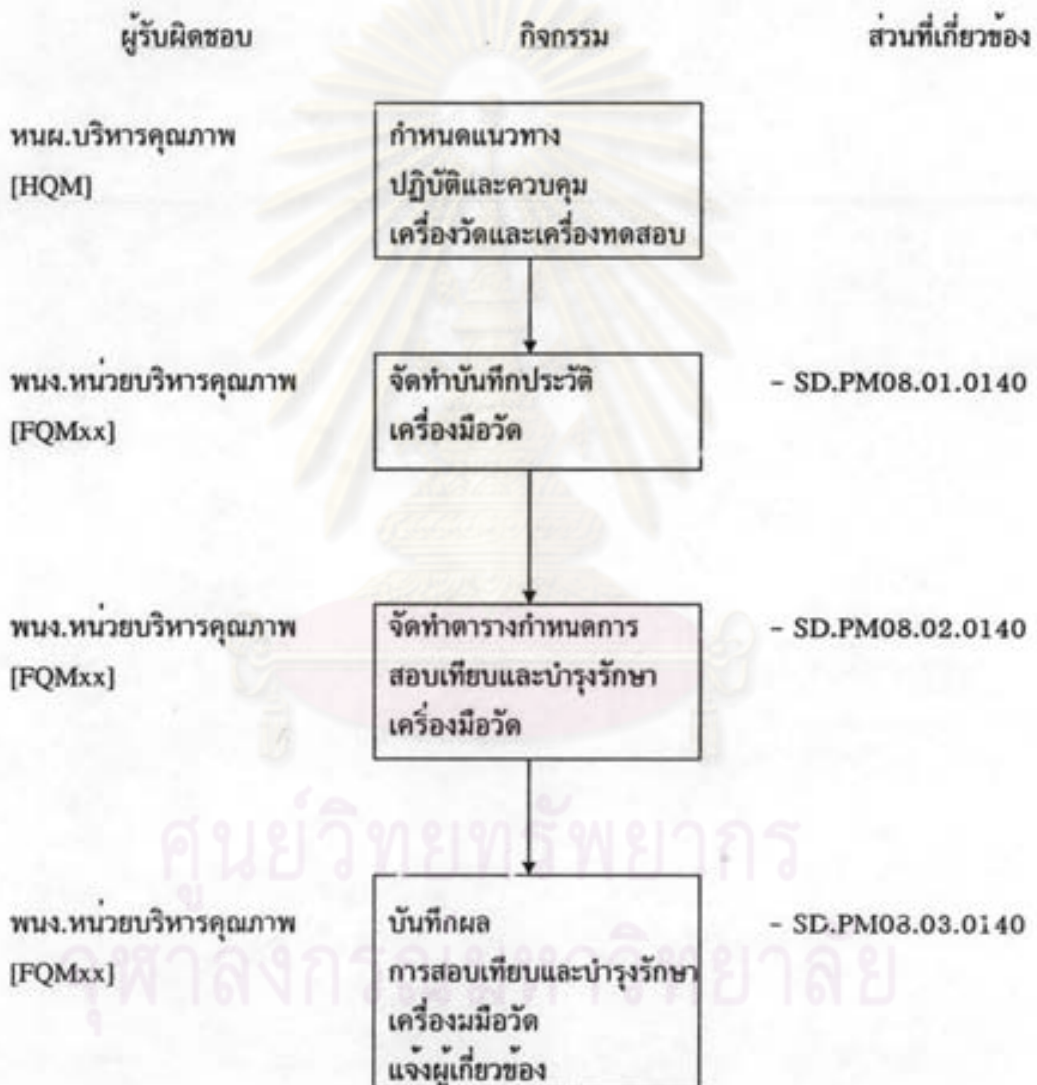 ผู้รับผิดชอบ กิจกรรม ส่วนที่เกี่ยวข้อง
หนผ.บริหารคุณภาพ กำหนดแนวทาง
[HQM] ปฏิบัติและควบคุม
เครื่องวัดและเครื่องทดสอบ
พนง.หน่วยบริหารคุณภาพ จัดทำบันทึกประวัติ - SD.PM08.01.0140
[FQMxx] เครื่องมือวัด
พนง.หน่วยบริหารคุณภาพ จัดทำตารางกำหนดการ - SD.PM08.02.0140
[FQMxx] สอบเทียบและบำรุงรักษา
เครื่องมือวัด
ศูนย์วิทยทรัพยากร
พนง.หน่วยบริหารคุณภาพ บันทึกผล - SD.PM08.03.0140
[FQMxx] การสอบเทียบและบำรุงรักษา
จุฬาลงกรณ์มหาวิทยาลัย
เครื่องมมือวัด
แจ้งผู้เกี่ยวข้อง